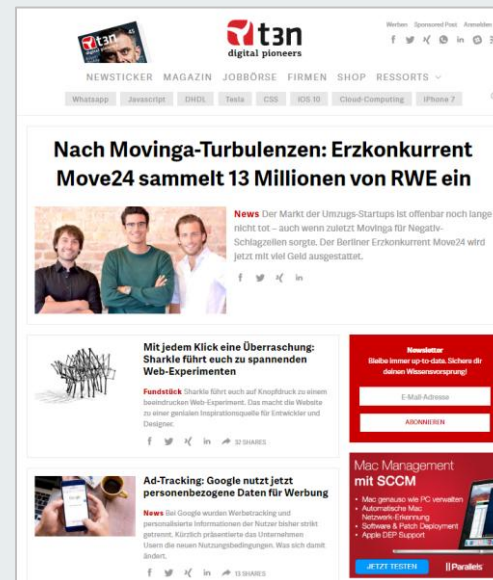 t3n
45
t3n
digital pioneers
Werben Sponsored Post Anmelden
NEWSTICKER MAGAZIN JOBBÖRSE FIRMEN SHOP RESSORTS
Whatsapp Javascript DHDL Tesla CSS IOS 10 Cloud-Computing iPhone 7
Nach Movinga-Turbulenzen: Erzkonkurrent
Move24 sammelt 13 Millionen von RWE ein
News Der Markt der Umzugs-Startups ist offenbar noch lange
nicht tot – auch wenn zuletzt Movinga für Negativ-
Schlagzeilen sorgte. Der Berliner Erzkonkurrent Move24 wird
jetzt mit viel Geld ausgestattet.
Mit jedem Klick eine Überraschung:
Sharkle führt euch zu spannenden
Web-Experimenten
Fundstück Sharkle führt euch auf Knopfdruck zu einem
beeindrucken Web-Experiment. Das macht die Website
zu einer genialen Inspirationsquelle für Entwickler und
Designer.
32 SHARES
Newsletter
Bleibe immer up-to-date. Sichere dir
deinen Wissensvorsprung!
E-Mail-Adresse
ABONNIEREN
Ad-Tracking: Google nutzt jetzt
personenbezogene Daten für Werbung
News Bei Google wurden Werbetracking und
personalisierte Informationen der Nutzer bisher strikt
getrennt. Kürzlich präsentierte das Unternehmen
Usern die neuen Nutzungsbedingungen. Was sich damit
ändert.
13 SHARES
Mac Management
mit SCCM
Mac genauso wie PC verwalten
Automatische Mac
Netzwerk-Erkennung
Software & Patch Deployment
Apple DEP Support
JETZT TESTEN
Parallels